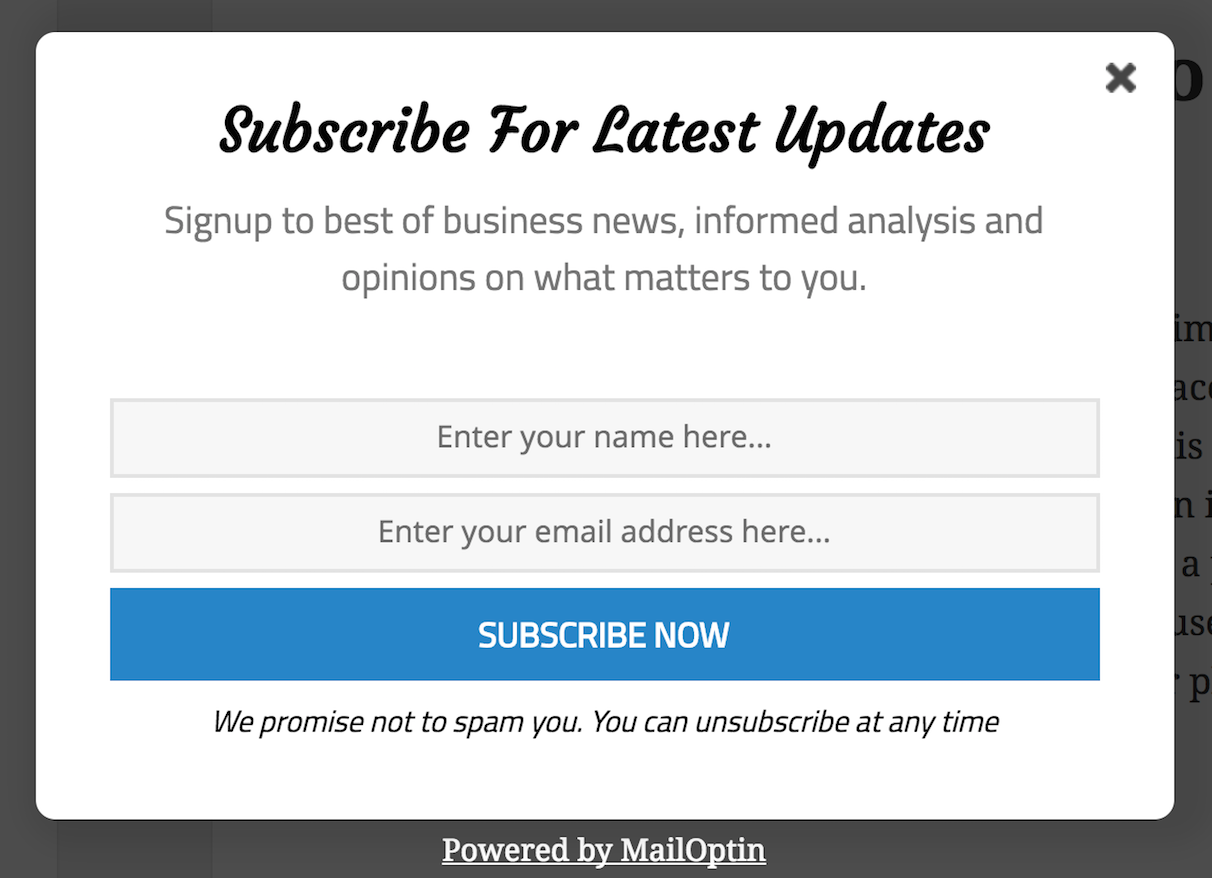 Subscribe For Latest Updates
Signup to best of business news, informed analysis and
opinions on what matters to you.
Enter your name here...
Enter your email address here...
SUBSCRIBE NOW
We promise not to spam you. You can unsubscribe at any time
Powered by MailOptin